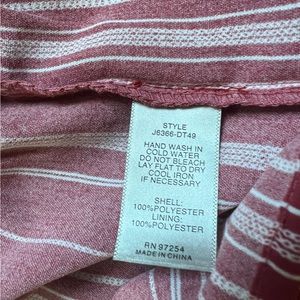 STYLE
J6366-DT49
HAND WASH IN
COLD WATER
DO NOT BLEACH
LAY FLAT TO DRY
COOL IRON
IF NECESSARY
SHELL:
100%POLYESTER
LINING:
100%POLYESTER
RN 97254
MADE IN CHINA